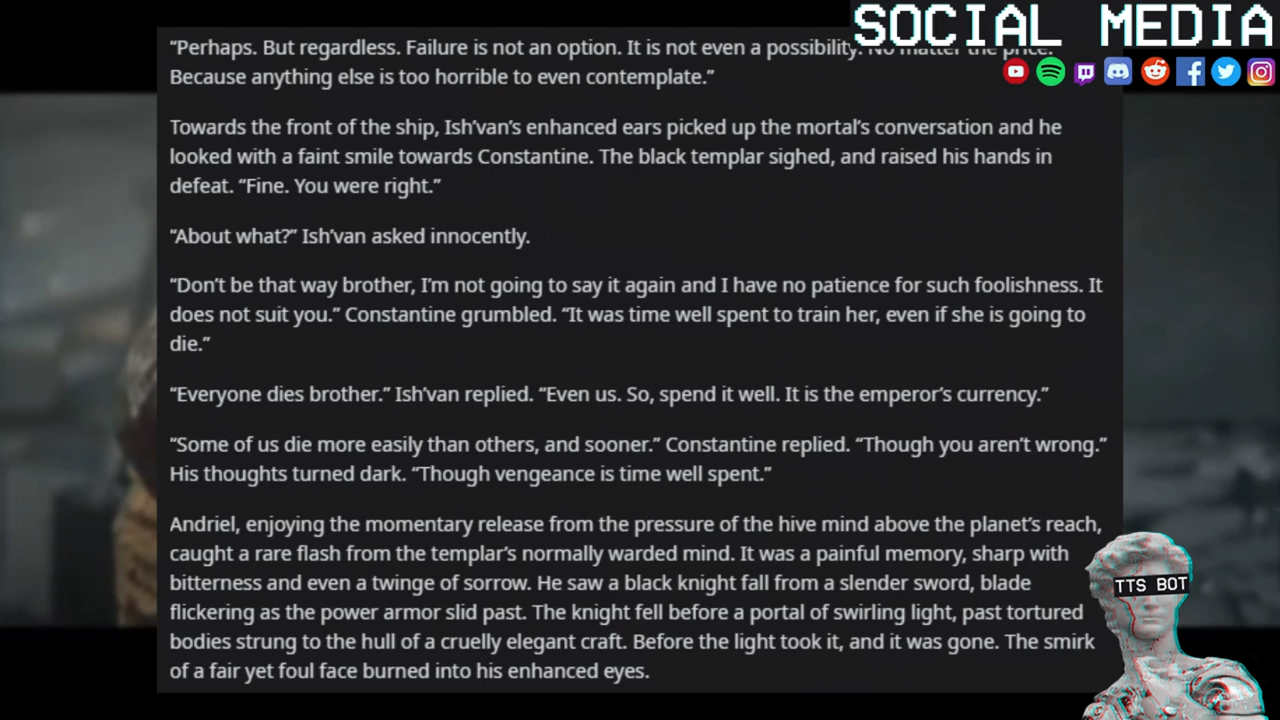 SOCIAL MEDIA
“Perhaps. But regardless. Failure is not an option. It is not even a possibility. No matter the price.
Because anything else is too horrible to even contemplate.”
Towards the front of the ship, Ish’van’s enhanced ears picked up the mortal’s conversation and he
looked with a faint smile towards Constantine. The black templar sighed, and raised his hands in
defeat. “Fine. You were right.”
“About what?” Ish’van asked innocently.
“Don’t be that way brother, I’m not going to say it again and I have no patience for such foolishness. It
does not suit you.” Constantine grumbled. “It was time well spent to train her, even if she is going to
die.”
“Everyone dies brother.” Ish’van replied. “Even us. So, spend it well. It is the emperor’s currency.”
“Some of us die more easily than others, and sooner.” Constantine replied. “Though you aren’t wrong.”
His thoughts turned dark. “Though vengeance is time well spent.”
Andriel, enjoying the momentary release from the pressure of the hive mind above the planet’s reach,
caught a rare flash from the templar’s normally warded mind. It was a painful memory, sharp with
bitterness and even a twinge of sorrow. He saw a black knight fall from a slender sword, blade
flickering as the power armor slid past. The knight fell before a portal of swirling light, past tortured
bodies strung to the hull of a cruelly elegant craft. Before the light took it, and it was gone. The smirk
of a fair yet foul face burned into his enhanced eyes.
TTS BOT